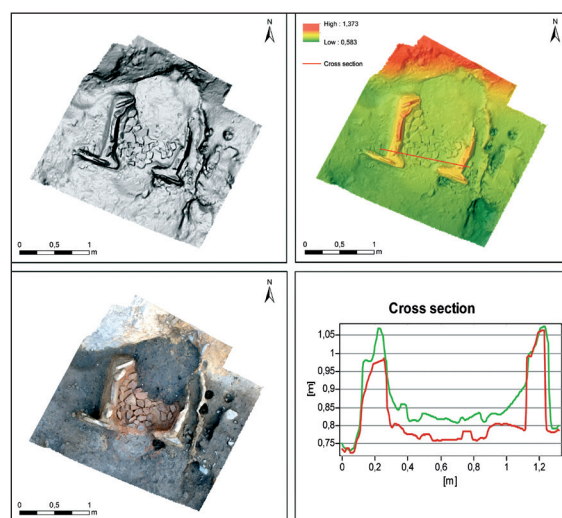 N
0 0,5 1
m
High : 1,373
Low : 0,583
Cross section
N
0 0,5 1
m
N
0 0,5 1
m
Cross section
1,05
1
0,95
0,9
0,85
0,8
0,75
[m]
0 0,2 0,4 0,6 0,8 1 1,2
[m]